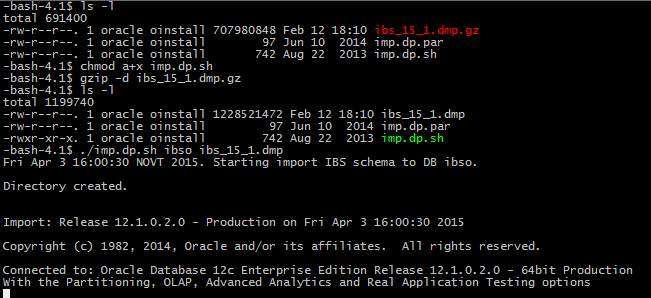 -bash-4.1$ ls -l
total 691400
-rw-r--r--. 1 oracle oinstall 707980848 Feb 12 18:10 ibs_15_1.dmp.gz
-rw-r--r--. 1 oracle oinstall        97 Jun 10  2014 imp.dp.par
-rw-r--r--. 1 oracle oinstall       742 Aug 22  2013 imp.dp.sh
-bash-4.1$ chmod a+x imp.dp.sh
-bash-4.1$ gzip -d ibs_15_1.dmp.gz
-bash-4.1$ ls -l
total 1199740
-rw-r--r--. 1 oracle oinstall 1228521472 Feb 12 18:10 ibs_15_1.dmp
-rw-r--r--. 1 oracle oinstall         97 Jun 10  2014 imp.dp.par
-rwxr-xr-x. 1 oracle oinstall        742 Aug 22  2013 imp.dp.sh
-bash-4.1$ ./imp.dp.sh ibso ibs_15_1.dmp
Fri Apr 3 16:00:30 NOVT 2015. Starting import IBS schema to DB ibso.
Directory created.
Import: Release 12.1.0.2.0 - Production on Fri Apr 3 16:00:30 2015
Copyright (c) 1982, 2014, Oracle and/or its affiliates.  All rights reserved.
Connected to: Oracle Database 12c Enterprise Edition Release 12.1.0.2.0 - 64bit Production
With the Partitioning, OLAP, Advanced Analytics and Real Application Testing options